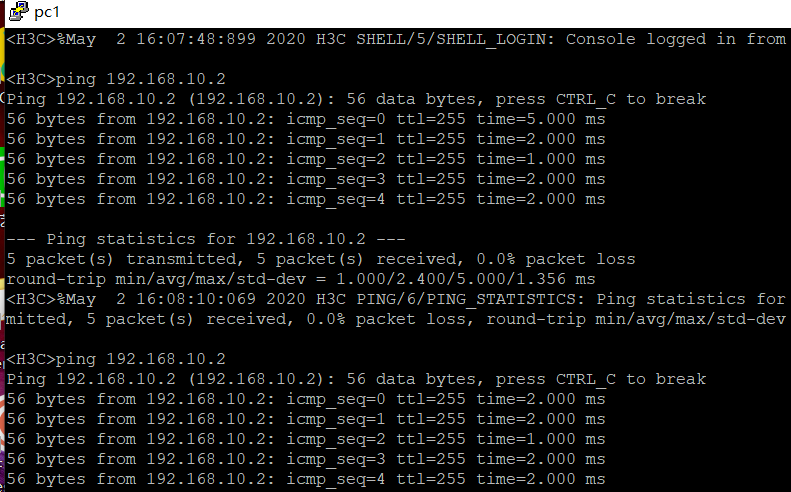 pc1
<H3C>%May  2 16:07:48:899 2020 H3C SHELL/5/SHELL_LOGIN: Console logged in from
<H3C>ping 192.168.10.2
Ping 192.168.10.2 (192.168.10.2): 56 data bytes, press CTRL_C to break
56 bytes from 192.168.10.2: icmp_seq=0 ttl=255 time=5.000 ms
56 bytes from 192.168.10.2: icmp_seq=1 ttl=255 time=2.000 ms
56 bytes from 192.168.10.2: icmp_seq=2 ttl=255 time=1.000 ms
56 bytes from 192.168.10.2: icmp_seq=3 ttl=255 time=2.000 ms
56 bytes from 192.168.10.2: icmp_seq=4 ttl=255 time=2.000 ms
--- Ping statistics for 192.168.10.2 ---
5 packet(s) transmitted, 5 packet(s) received, 0.0% packet loss
round-trip min/avg/max/std-dev = 1.000/2.400/5.000/1.356 ms
<H3C>%May  2 16:08:10:069 2020 H3C PING/6/PING_STATISTICS: Ping statistics for
mitted, 5 packet(s) received, 0.0% packet loss, round-trip min/avg/max/std-dev
<H3C>ping 192.168.10.2
Ping 192.168.10.2 (192.168.10.2): 56 data bytes, press CTRL_C to break
56 bytes from 192.168.10.2: icmp_seq=0 ttl=255 time=2.000 ms
56 bytes from 192.168.10.2: icmp_seq=1 ttl=255 time=2.000 ms
56 bytes from 192.168.10.2: icmp_seq=2 ttl=255 time=1.000 ms
56 bytes from 192.168.10.2: icmp_seq=3 ttl=255 time=2.000 ms
56 bytes from 192.168.10.2: icmp_seq=4 ttl=255 time=2.000 ms